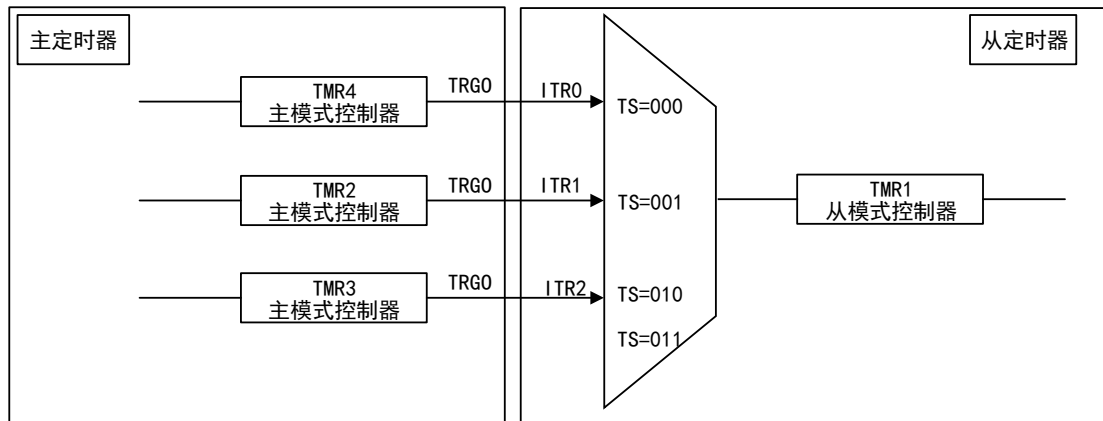 主定时器
从定时器
TMR4
主模式控制器
TRGO
ITR0
TS=000
TMR2
主模式控制器
TRGO
ITR1
TS=001
TMR1
从模式控制器
TMR3
主模式控制器
TRGO
ITR2
TS=010
TS=011